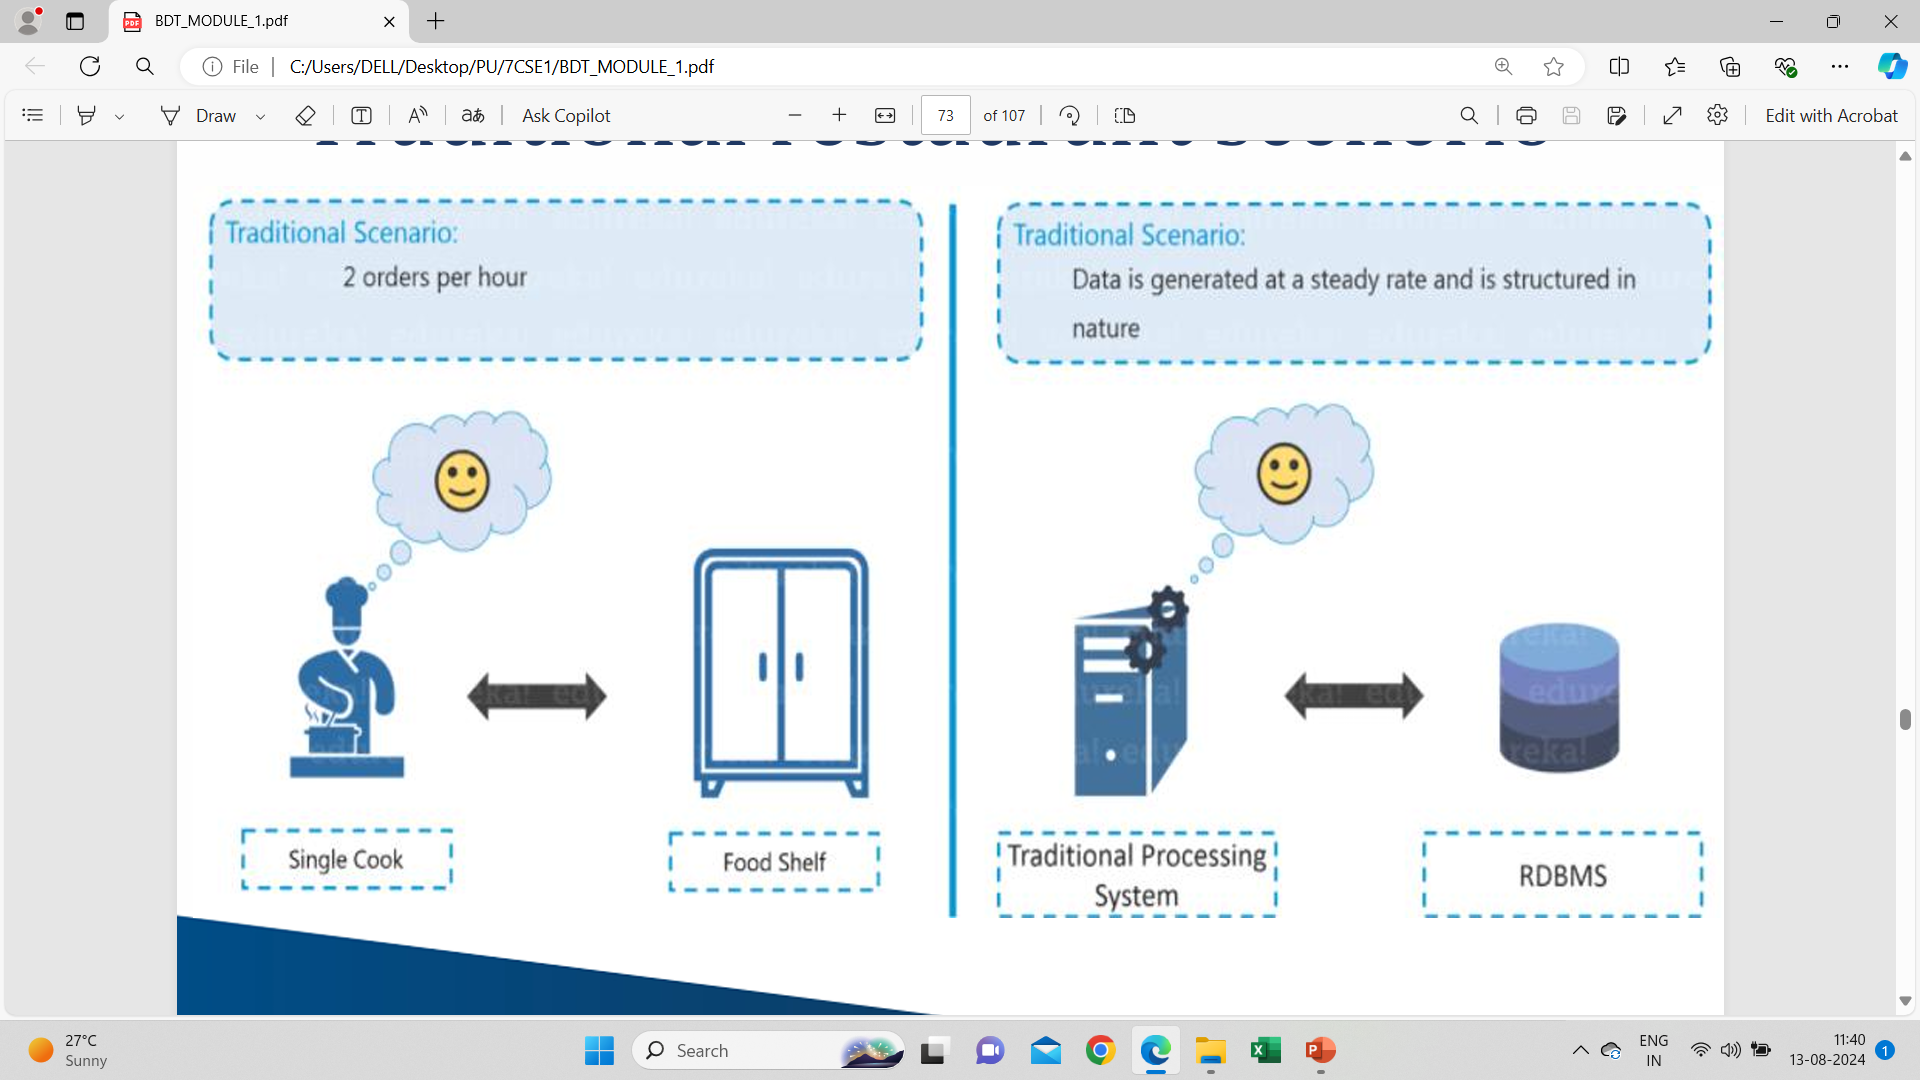 BDT_MODULE_1.pdf
File
C:/Users/DELL/Desktop/PU/7CSE1/BDT_MODULE_1.pdf
Draw
Ask Copilot
73 of 107
Edit with Acrobat
Traditional Scenario:
2 orders per hour
Traditional Scenario:
Data is generated at a steady rate and is structured in
nature
Single Cook
Food Shelf
Traditional Processing
System
RDBMS
27°C
Sunny
Search
ENG
IN
11:40
13-08-2024
1